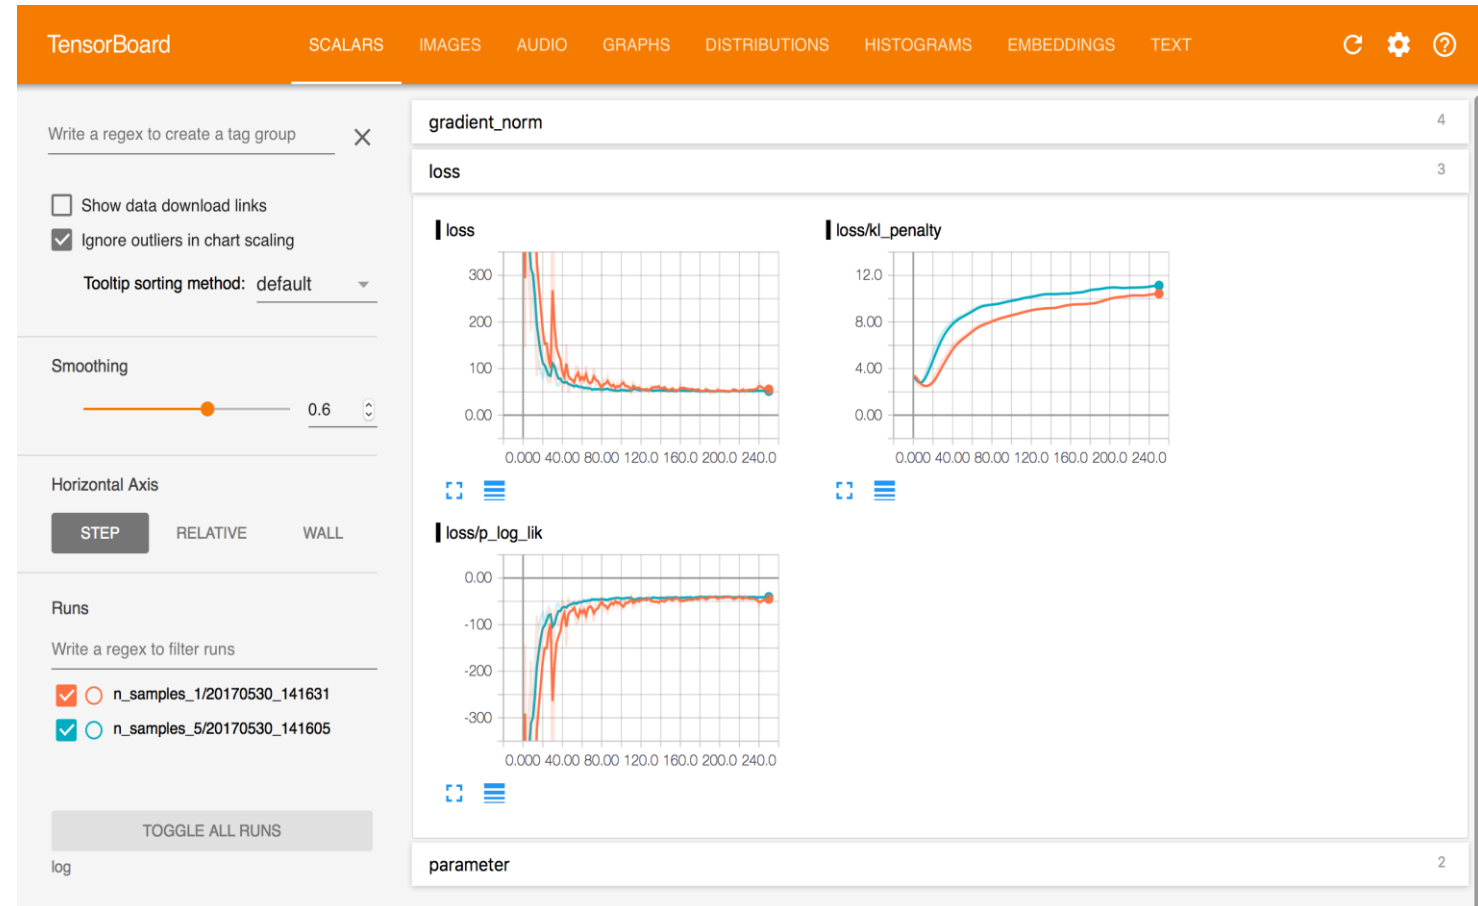 TensorBoard SCALARS IMAGES AUDIO GRAPHS DISTRIBUTIONS HISTOGRAMS EMBEDDINGS TEXT
Write a regex to create a tag group
Show data download links
Ignore outliers in chart scaling
Tooltip sorting method: default
Smoothing
0.6
Horizontal Axis
STEP RELATIVE WALL
Runs
Write a regex to filter runs
n_samples_1/20170530_141631
n_samples_5/20170530_141605
TOGGLE ALL RUNS
log
gradient_norm 4
loss 3
loss
300
200
100
0.00
0.000 40.00 80.00 120.0 160.0 200.0 240.0
loss/kl_penalty
12.0
8.00
4.00
0.00
0.000 40.00 80.00 120.0 160.0 200.0 240.0
loss/p_log_lik
0.00
-100
-200
-300
0.000 40.00 80.00 120.0 160.0 200.0 240.0
parameter 2